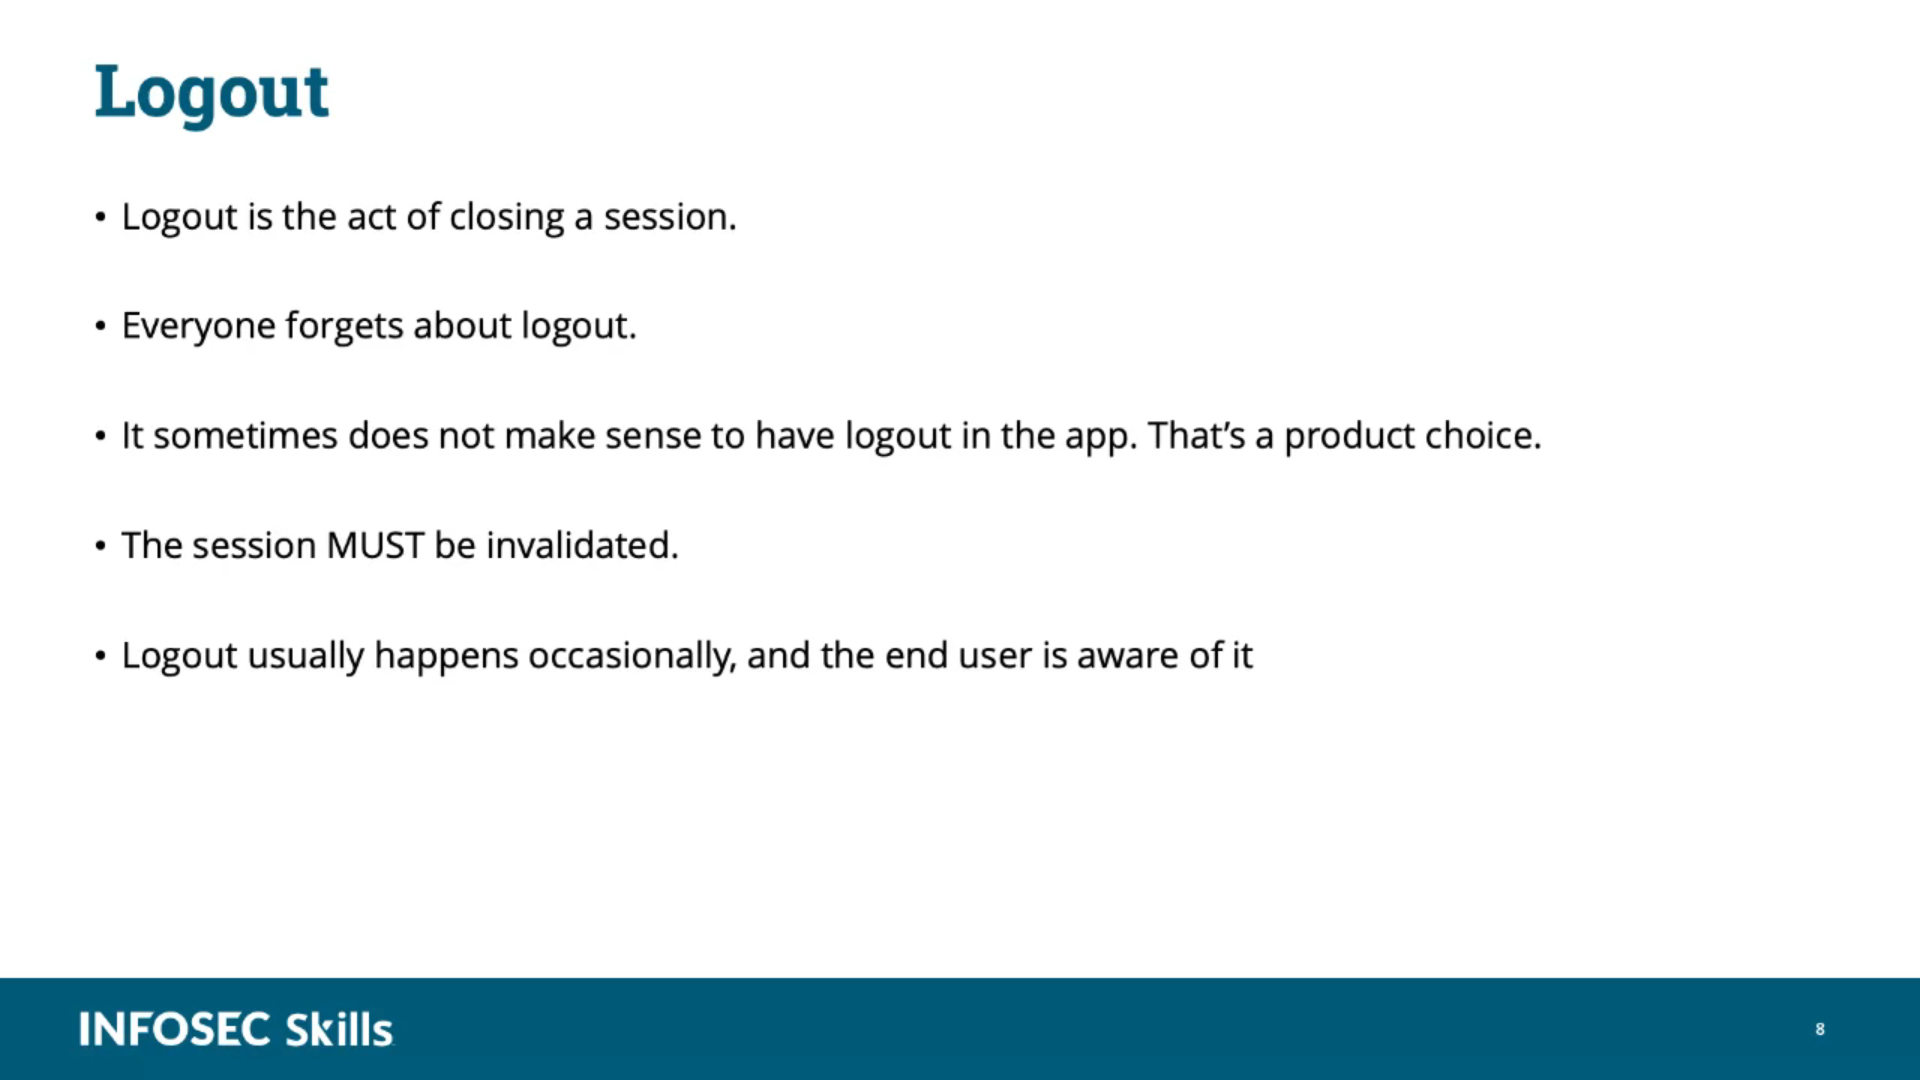 Logout
• Logout is the act of closing a session.
• Everyone forgets about logout.
• It sometimes does not make sense to have logout in the app. That’s a product choice.
• The session MUST be invalidated.
• Logout usually happens occasionally, and the end user is aware of it
INFOSEC Skills
8